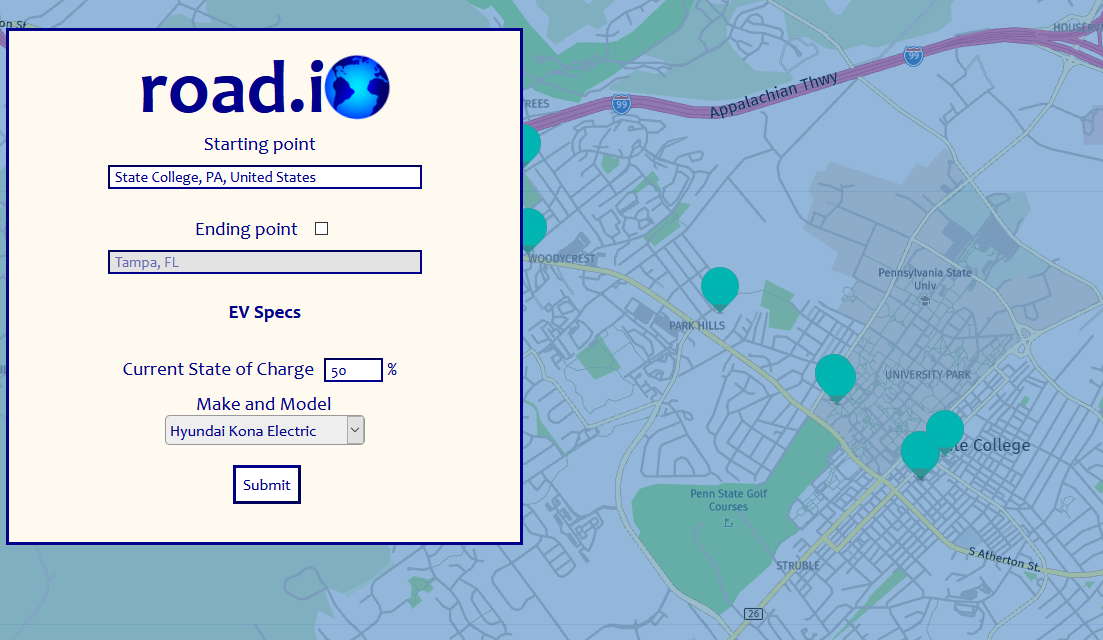 on St.
road.io
Starting point
State College, PA, United States
Ending point
Tampa, FL
EV Specs
Current State of Charge 50 %
Make and Model
Hyundai Kona Electric
Submit
99
Appalachian Thwy
99
WOODYCREST
PARK HILLS
Pennsylvania State
Univ
UNIVERSITY PARK
te College
Penn State Golf
Courses
S Atherton St.
STRUBLE
26